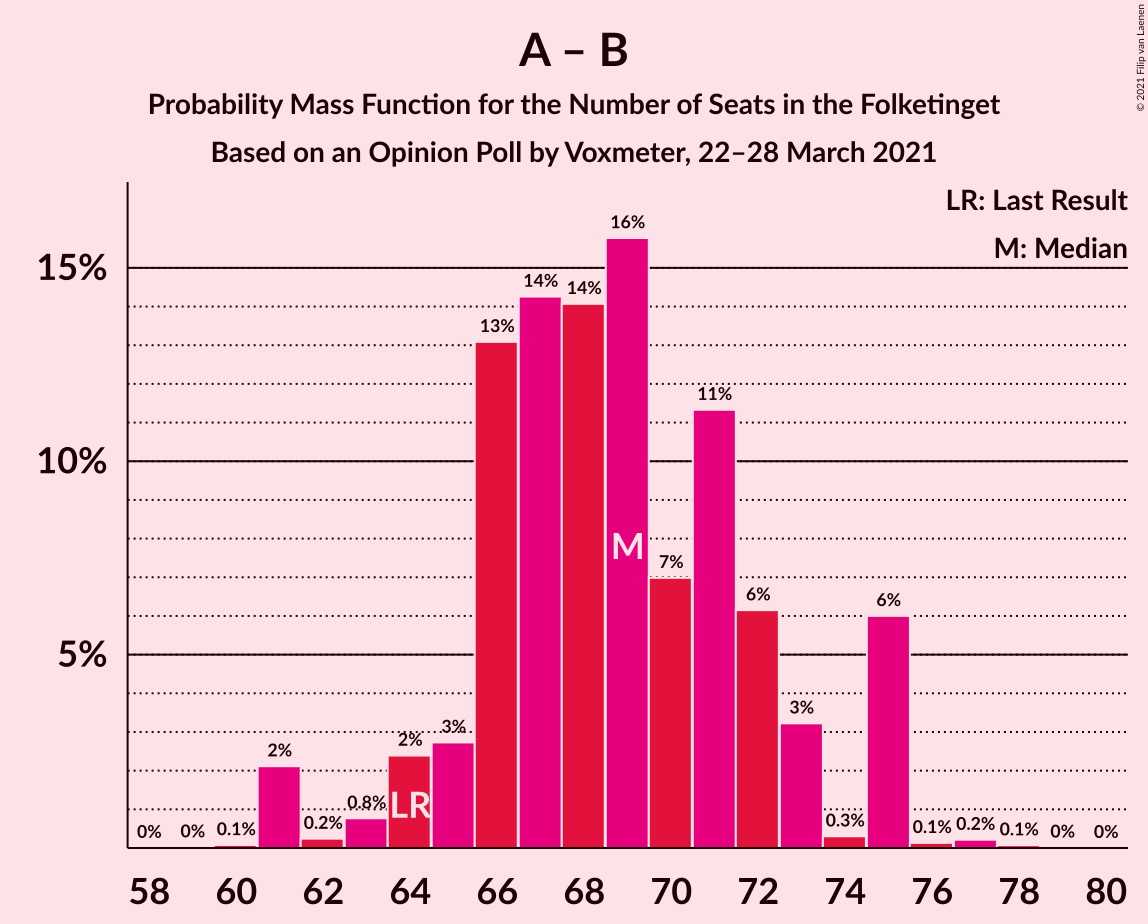 A – B
Probability Mass Function for the Number of Seats in the Folketinget
Based on an Opinion Poll by Voxmeter, 22–28 March 2021
© 2021 Filip van Laenen
LR: Last Result
M: Median
15%
10%
5%
0%
0%
0.1%
2%
0.2%
0.8%
2%
3%
13%
14%
14%
16%
7%
11%
6%
3%
0.3%
6%
0.1%
0.2%
0.1%
0%
0%
LR
M
58 60 62 64 66 68 70 72 74 76 78 80